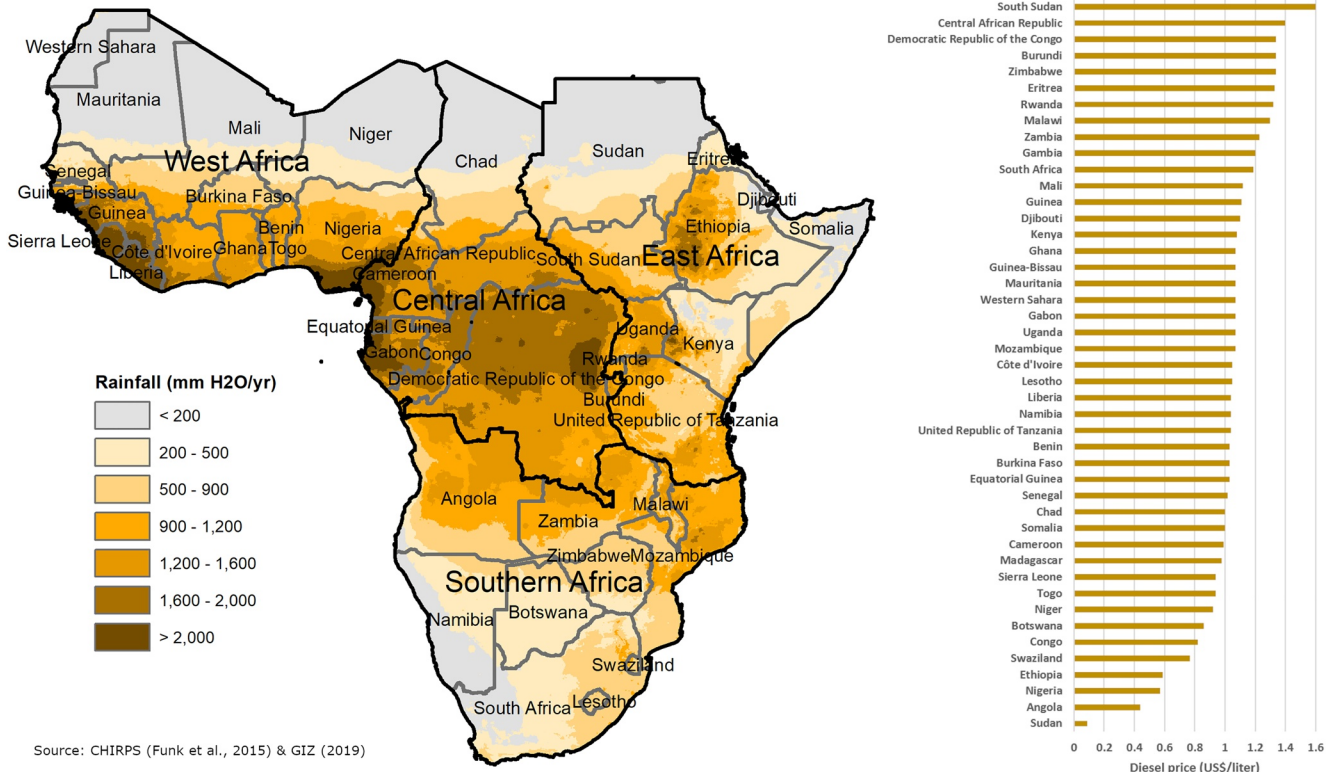 Western Sahara
Mauritania
Mali
Niger
Chad
Sudan
Eritrea
West Africa
Senegal
Guinea-Bissau
Burkina Faso
Djibouti
Guinea
Benin
Nigeria
Ethiopia
Somalia
Sierra Leone
Côte d'Ivoire
Ghana
Togo
Central African Republic
South Sudan
East Africa
Liberia
Cameroon
Central Africa
Equatorial Guinea
Uganda
Kenya
Gabon
Congo
Rwanda
Democratic Republic of the Congo
Burundi
United Republic of Tanzania
Angola
Malawi
Zambia
Zimbabwe
Mozambique
Southern Africa
Botswana
Namibia
Swaziland
South Africa
Lesotho
Rainfall (mm H2O/yr)
< 200
200 - 500
500 - 900
900 - 1,200
1,200 - 1,600
1,600 - 2,000
> 2,000
Source: CHIRPS (Funk et al., 2015) & GIZ (2019)
South Sudan
Central African Republic
Democratic Republic of the Congo
Burundi
Zimbabwe
Eritrea
Rwanda
Malawi
Zambia
Gambia
South Africa
Mali
Guinea
Djibouti
Kenya
Ghana
Guinea-Bissau
Mauritania
Western Sahara
Gabon
Uganda
Mozambique
Côte d'Ivoire
Lesotho
Liberia
Namibia
United Republic of Tanzania
Benin
Burkina Faso
Equatorial Guinea
Senegal
Chad
Somalia
Cameroon
Madagascar
Sierra Leone
Togo
Niger
Botswana
Congo
Swaziland
Ethiopia
Nigeria
Angola
Sudan
0 0.2 0.4 0.6 0.8 1 1.2 1.4 1.6
Diesel price (US$/liter)